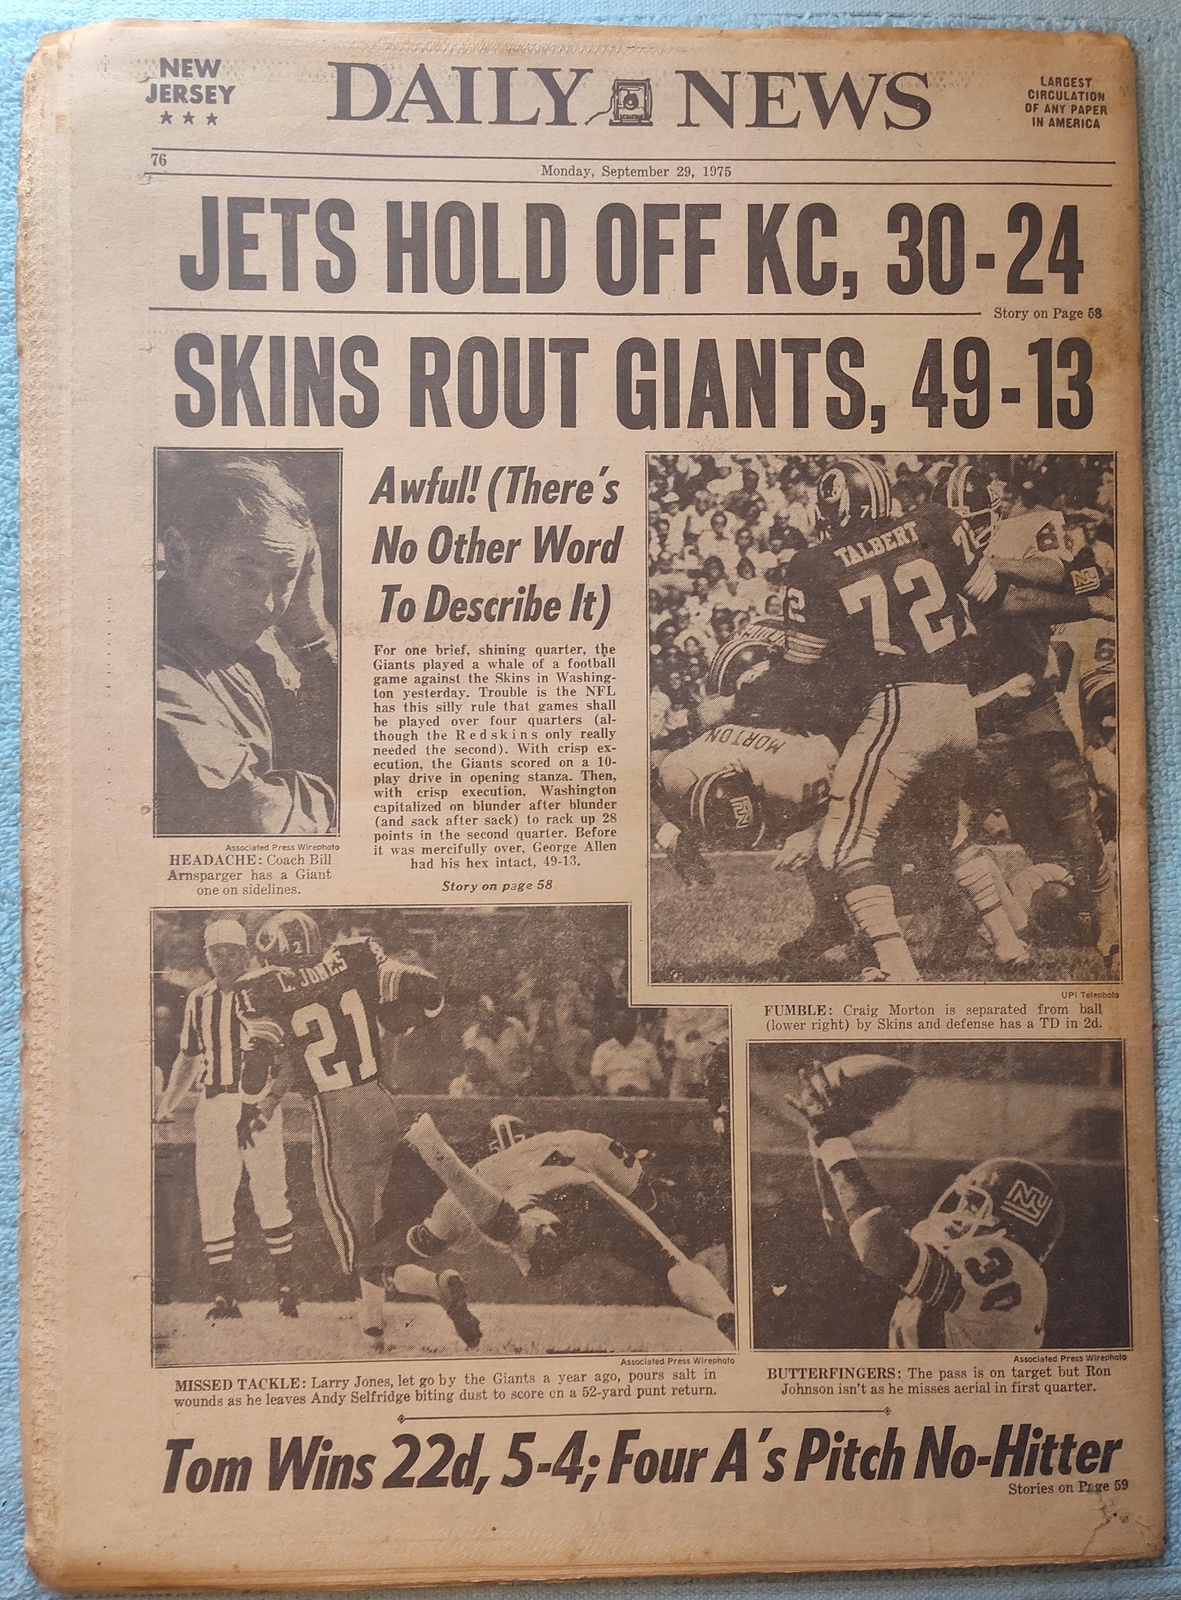 NEW
JERSEY
★ ★ ★
DAILY NEWS
LARGEST
CIRCULATION
OF ANY PAPER
IN AMERICA
76
Monday, September 29, 1975
JETS HOLD OFF KC, 30-24
Story on Page 58
SKINS ROUT GIANTS, 49-13
Associated Press Wirephoto
HEADACHE: Coach Bill
Arnsparger has a Giant
one on sidelines.
Awful! (There's
No Other Word
To Describe It)
For one brief, shining quarter, the
Giants played a whale of a football
game against the Skins in Washing-
ton yesterday. Trouble is the NFL
has this silly rule that games shall
be played over four quarters (al-
though the Redskins only really
needed the second). With crisp ex-
ecution, the Giants scored on a 10-
play drive in opening stanza. Then,
with crisp execution, Washington
capitalized on blunder after blunder
(and sack after sack) to rack up 28
points in the second quarter. Before
it was mercifully over, George Allen
had his hex intact, 49-13.
Story on page 58
7
TALBERT
72
2
NY
6
MORTON
NY
UPI Telephoto
FUMBLE: Craig Morton is separated from ball
(lower right) by Skins and defense has a TD in 2d.
2
L. JONES
21
Associated Press Wirephoto
MISSED TACKLE: Larry Jones, let go by the Giants a year ago, pours salt in
wounds as he leaves Andy Selfridge biting dust to score on a 52-yard punt return.
NY
30
Associated Press Wirephoto
BUTTERFINGERS: The pass is on target but Ron
Johnson isn't as he misses aerial in first quarter.
Tom Wins 22d, 5-4; Four A's Pitch No-Hitter
Stories on Page 59